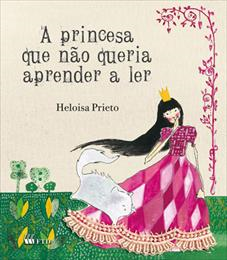 A princesa
que não queria
aprender a ler
Heloisa Prieto
FTD